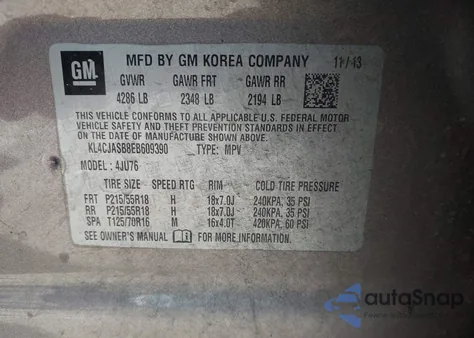 GM
MFD BY GM KOREA COMPANY 11/13
GVWR GAWR FRT GAWR RR
4286 LB 2348 LB 2194 LB
THIS VEHICLE CONFORMS TO ALL APPLICABLE U.S. FEDERAL MOTOR
VEHICLE SAFETY, BUMPER, AND THEFT PREVENTION STANDARDS IN EFFECT
ON THE DATE OF MANUFACTURE SHOWN ABOVE.
KL4CJASB8EB609390 TYPE: MPV
MODEL: 4JU76
TIRE SIZE SPEED RTG RIM COLD TIRE PRESSURE
FRT P215/55R18 H 18x7.0J 240KPA, 35 PSI
RR P215/55R18 H 18x7.0J 240KPA, 35 PSI
SPA T125/70R16 M 16x4.0T 420KPA, 60 PSI
SEE OWNER'S MANUAL FOR MORE INFORMATION.
autoSnap